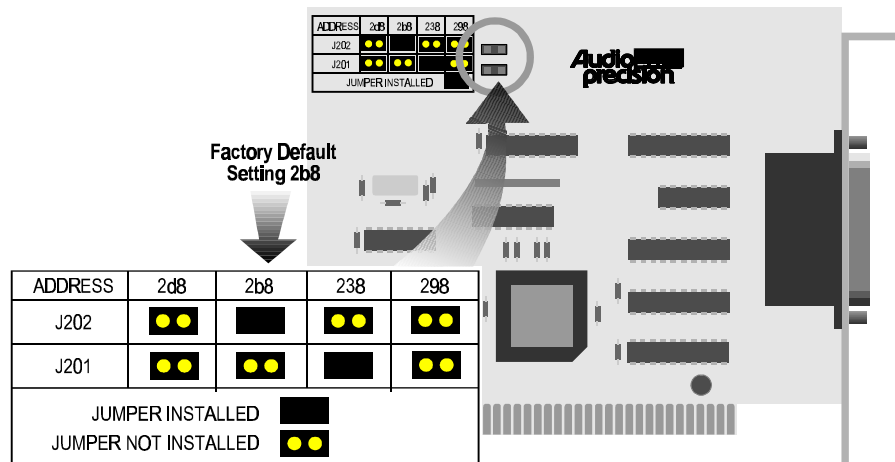 ADDRESS 2d8 2b8 238 298
J202
J201
JUMPER INSTALLED
Audio
precision
Factory Default
Setting 2b8
ADDRESS 2d8 2b8 238 298
J202
J201
JUMPER INSTALLED
JUMPER NOT INSTALLED